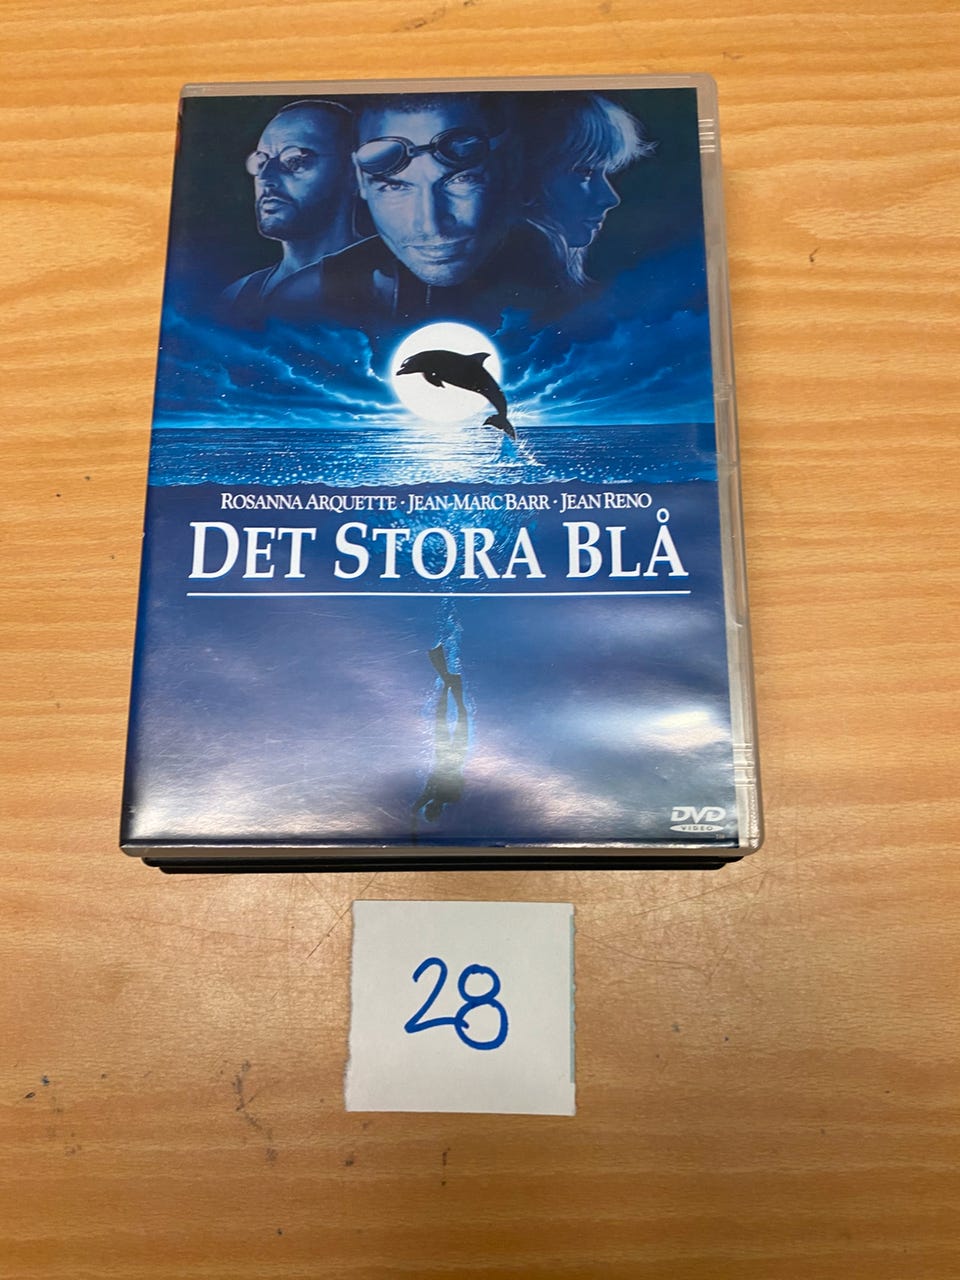 ROSANNA ARQUETTE · JEAN-MARC BARR · JEAN RENO
DET STORA BLÅ
DVD
VIDEO
28